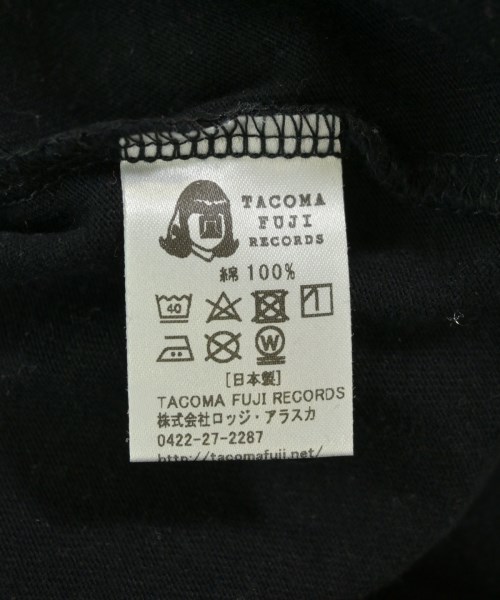 TACOMA
FUJI
RECORDS
綿 100%
40
W
[日本製]
TACOMA FUJI RECORDS
株式会社ロッジ・アラスカ
0422-27-2287
http://tacomafuji.net/